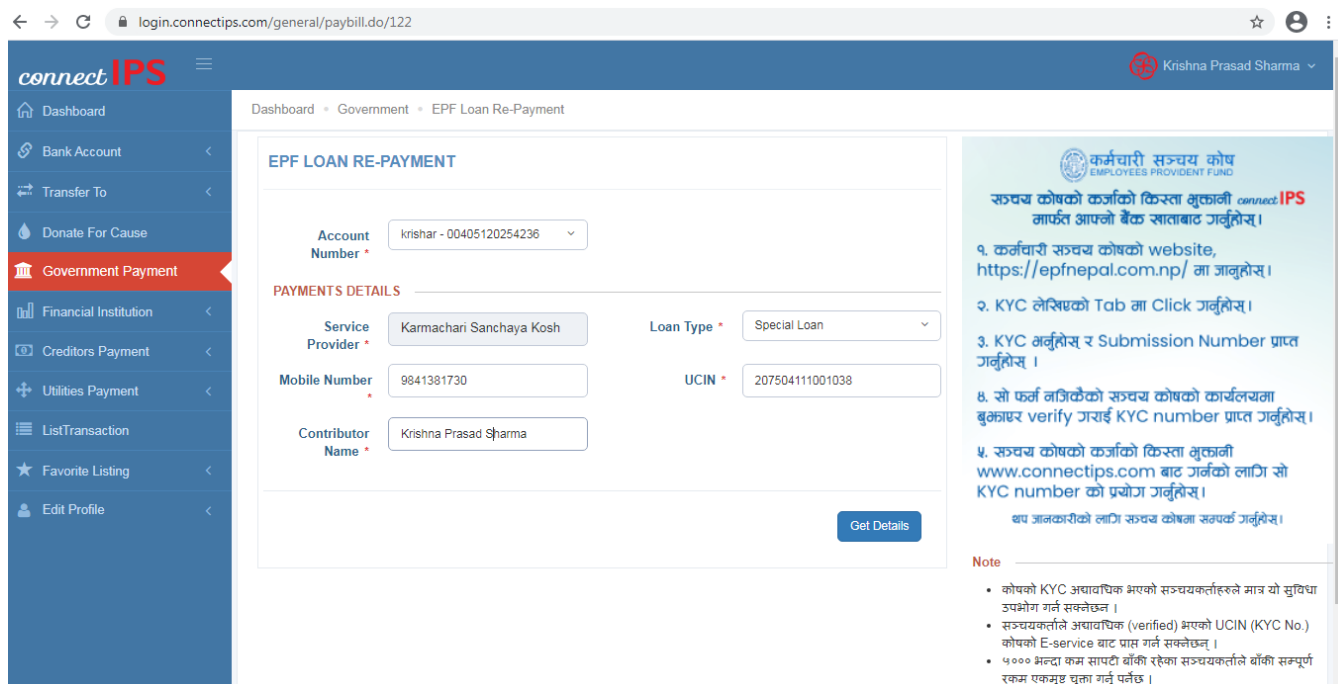 login.connectips.com/general/paybill.do/122
connectIPS
Krishna Prasad Sharma
Dashboard
Bank Account
Transfer To
Donate For Cause
Government Payment
Financial Institution
Creditors Payment
Utilities Payment
ListTransaction
Favorite Listing
Edit Profile
Dashboard Government EPF Loan Re-Payment
EPF LOAN RE-PAYMENT
Account
Number *
krishar - 00405120254236
PAYMENTS DETAILS
Service
Provider *
Karmachari Sanchaya Kosh
Loan Type *
Special Loan
Mobile Number
*
9841381730
UCIN *
207504111001038
Contributor
Name *
Krishna Prasad Sharma
Get Details
कर्मचारी सञ्चय कोष
EMPLOYEES PROVIDENT FUND
सञ्चय कोषको कर्जाको किस्ता भुक्तानी connectIPS
मार्फत आफ्नो बैंक खाताबाट गर्नुहोस्।
१. कर्मचारी सञ्चय कोषको website,
https://epfnepal.com.np/ मा जानुहोस्।
२. KYC लेखिएको Tab मा Click गर्नुहोस्।
३. KYC भर्नुहोस् र Submission Number प्राप्त
गर्नुहोस् ।
४. सो फर्म नजिकैको सञ्चय कोषको कार्यलयमा
बुझाएर verify गराई KYC number प्राप्त गर्नुहोस्।
५. सञ्चय कोषको कर्जाको किस्ता भुक्तानी
www.connectips.com बाट गर्नको लागि सो
KYC number को प्रयोग गर्नुहोस्।
थप जानकारीको लागि सञ्चय कोषमा सम्पर्क गर्नुहोस्।
Note
कोषको KYC अद्यावधिक भएको सञ्चयकर्ताहरुले मात्र यो सुविधा
उपभोग गर्न सक्नेछन ।
सञ्चयकर्ताले अद्यावधिक (verified) भएको UCIN (KYC No.)
कोषको E-service बाट प्राप्त गर्न सक्नेछन् ।
५००० भन्दा कम सापटी बाँकी रहेका सञ्चयकर्ताले बाँकी सम्पूर्ण
रकम एकमुष्ट चुक्ता गर्नु पर्नेछ ।